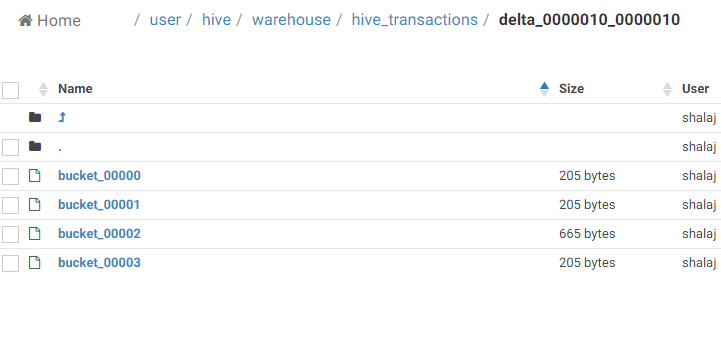 Home / user / hive / warehouse / hive_transactions / delta_0000010_0000010
Name Size User
shalaj
. shalaj
bucket_00000 205 bytes shalaj
bucket_00001 205 bytes shalaj
bucket_00002 665 bytes shalaj
bucket_00003 205 bytes shalaj